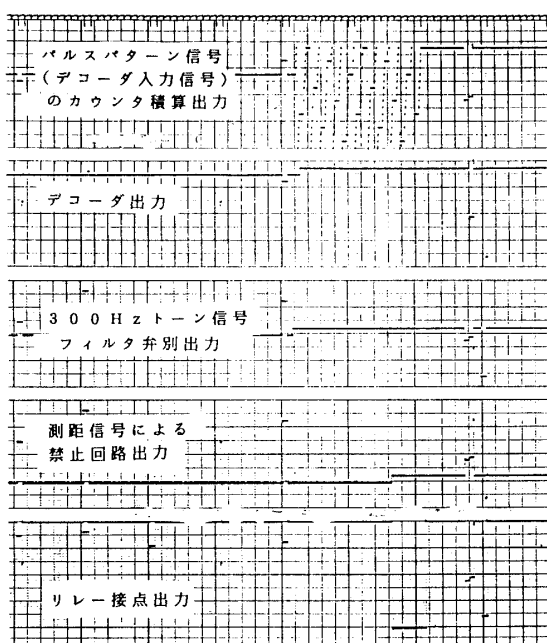 パルスパターン信号
(デコーダ入力信号)
のカウンタ積算出力
デコーダ出力
300Hzトーン信号
フィルタ弁別出力
測距信号による
禁止回路出力
リレー接点出力